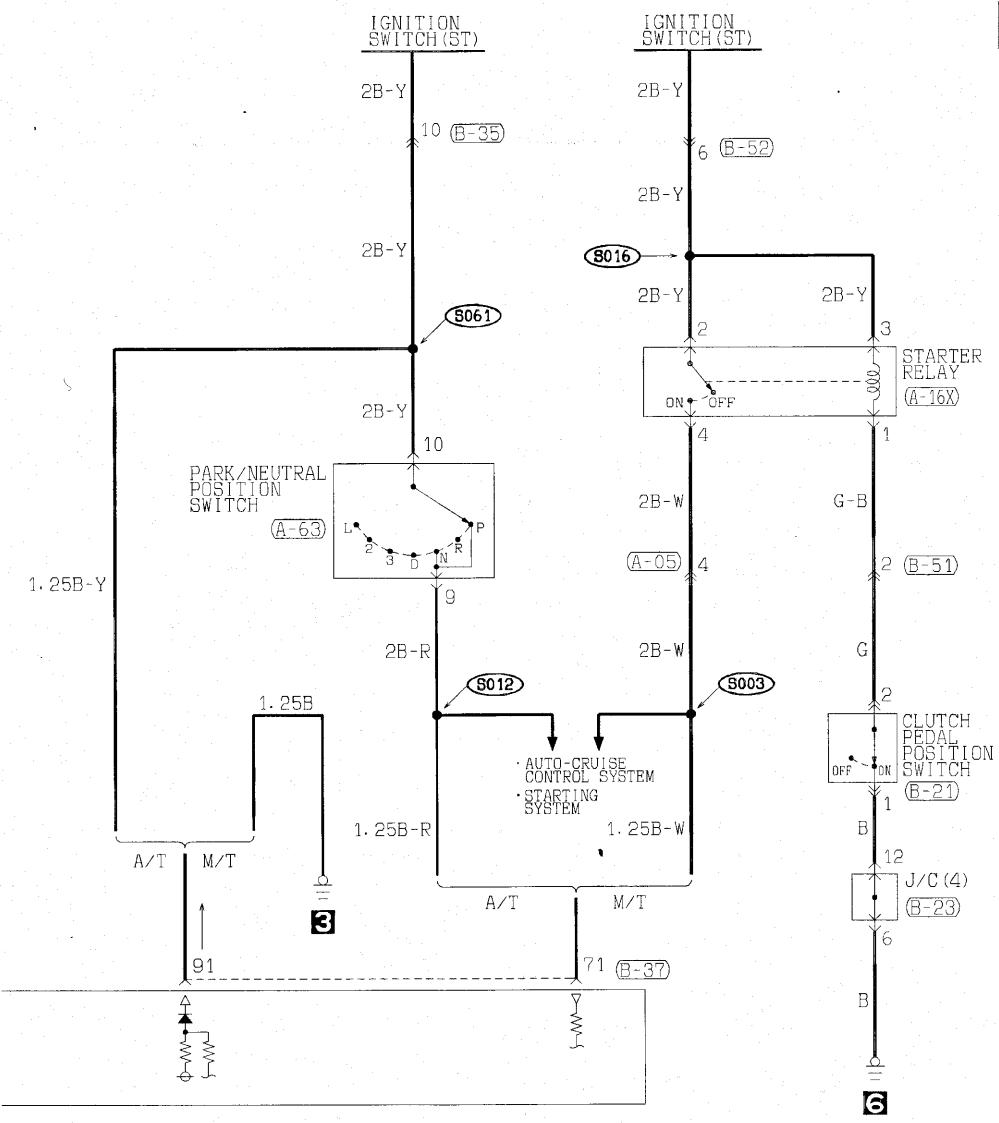 IGNITION
SWITCH(ST)
IGNITION
SWITCH(ST)
2B-Y
2B-Y
10 B-35
6 B-52
2B-Y
2B-Y
S016
2B-Y
2B-Y
S061
2
3
STARTER
RELAY
A-16X
ON OFF
2B-Y
10
4
1
PARK/NEUTRAL
POSITION
SWITCH
A-63
L 2 3 D N R P
2B-W
G-B
A-05 4
2 B-51
1.25B-Y
9
2B-R
2B-W
G
S012
S003
2
1.25B
CLUTCH
PEDAL
POSITION
SWITCH
OFF ON
B-21
1
·AUTO-CRUISE
CONTROL SYSTEM
·STARTING
SYSTEM
1.25B-R
1.25B-W
B
12
A/T M/T
J/C(4)
B-23
A/T M/T
3
6
91
71 B-37
B
6